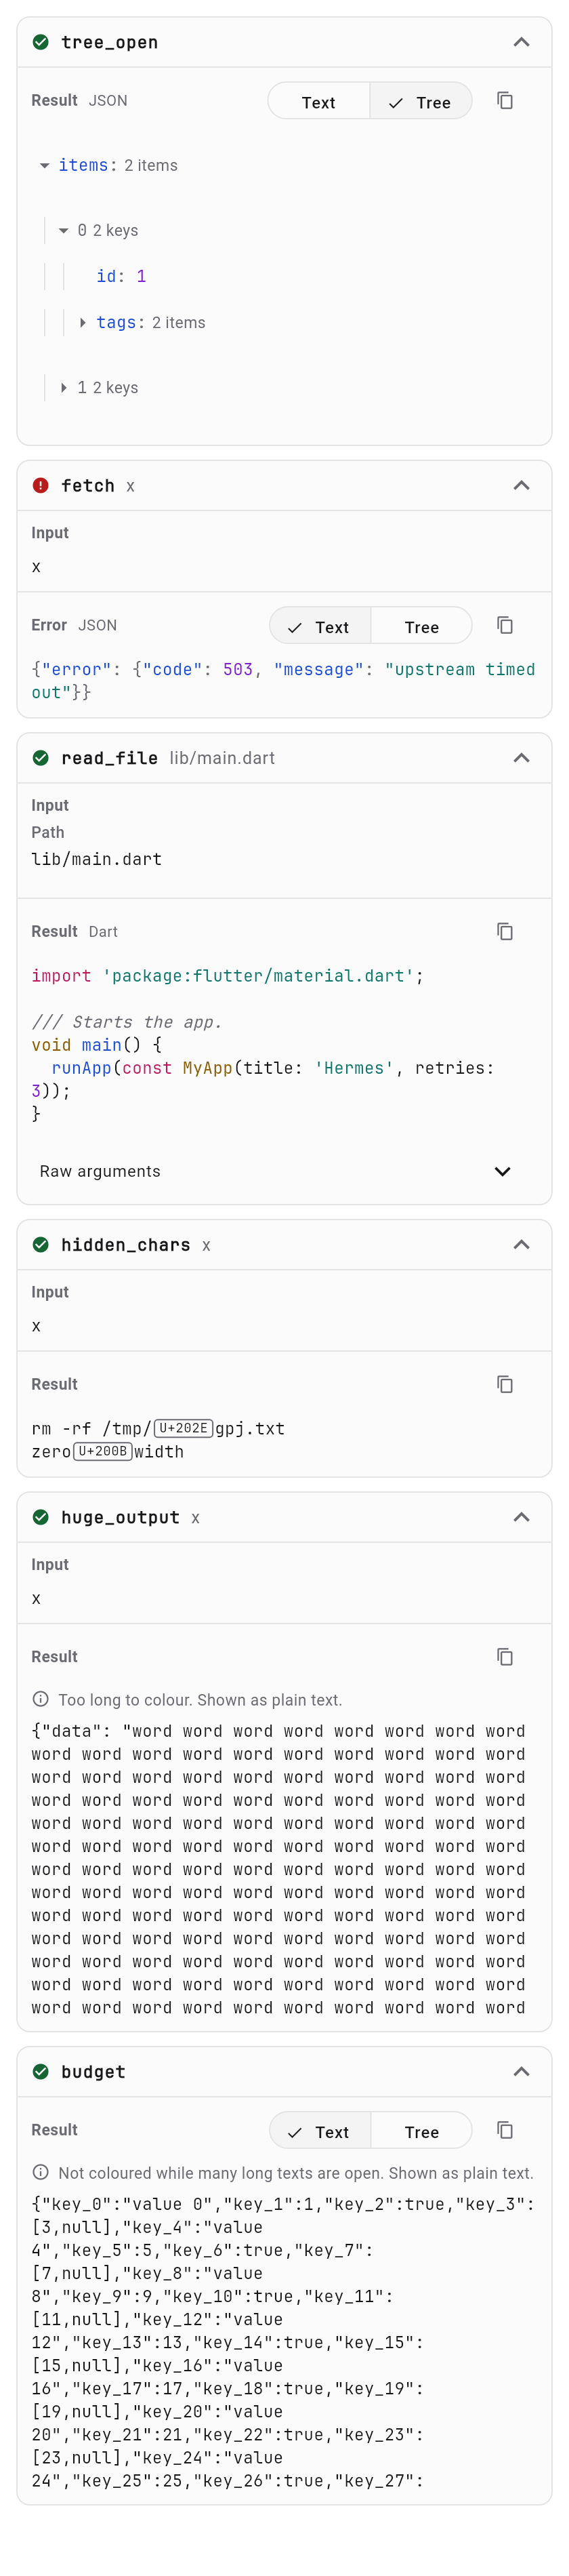 tree_open
Result JSON Text Tree
items: 2 items
0 2 keys
id: 1
tags: 2 items
1 2 keys
fetch x
Input
x
Error JSON Text Tree
{"error": {"code": 503, "message": "upstream timed
out"}}
read_file lib/main.dart
Input
Path
lib/main.dart
Result Dart
import 'package:flutter/material.dart';
/// Starts the app.
void main() {
  runApp(const MyApp(title: 'Hermes', retries:
3));
}
Raw arguments
hidden_chars x
Input
x
Result
rm -rf /tmp/U+202Egpj.txt
zeroU+200Bwidth
huge_output x
Input
x
Result
Too long to colour. Shown as plain text.
{"data": "word word word word word word word word
word word word word word word word word word word
word word word word word word word word word word
word word word word word word word word word word
word word word word word word word word word word
word word word word word word word word word word
word word word word word word word word word word
word word word word word word word word word word
word word word word word word word word word word
word word word word word word word word word word
word word word word word word word word word word
word word word word word word word word word word
word word word word word word word word word word
budget
Result Text Tree
Not coloured while many long texts are open. Shown as plain text.
{"key_0":"value 0","key_1":1,"key_2":true,"key_3":
[3,null],"key_4":"value
4","key_5":5,"key_6":true,"key_7":
[7,null],"key_8":"value
8","key_9":9,"key_10":true,"key_11":
[11,null],"key_12":"value
12","key_13":13,"key_14":true,"key_15":
[15,null],"key_16":"value
16","key_17":17,"key_18":true,"key_19":
[19,null],"key_20":"value
20","key_21":21,"key_22":true,"key_23":
[23,null],"key_24":"value
24","key_25":25,"key_26":true,"key_27":